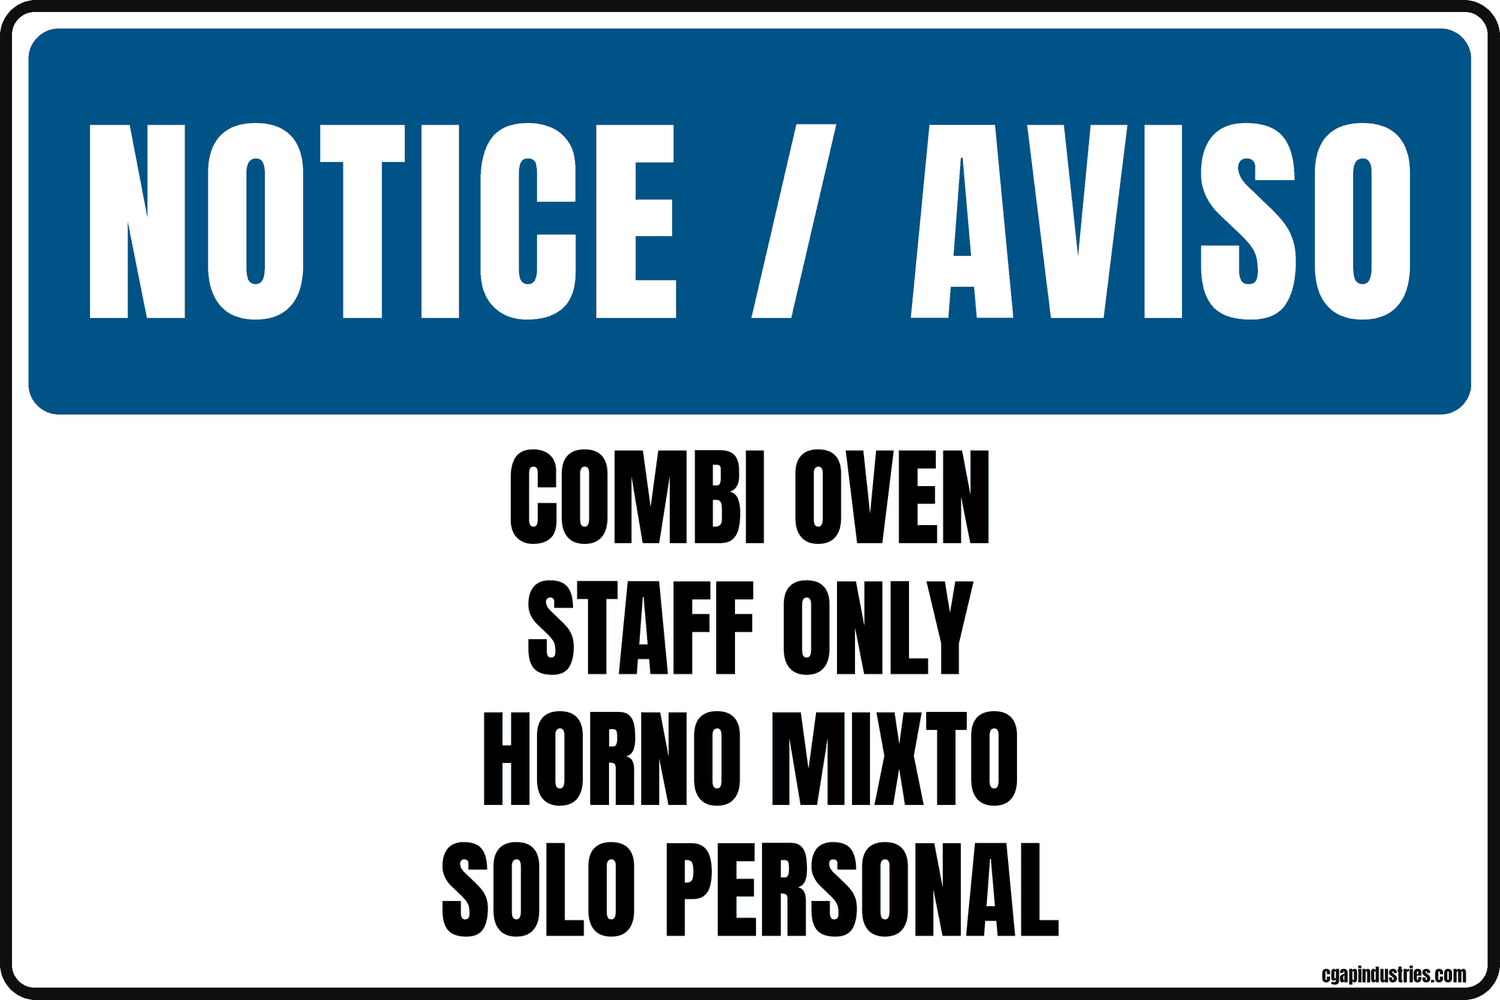 NOTICE / AVISO
COMBI OVEN
STAFF ONLY
HORNO MIXTO
SOLO PERSONAL
cgapindustries.com